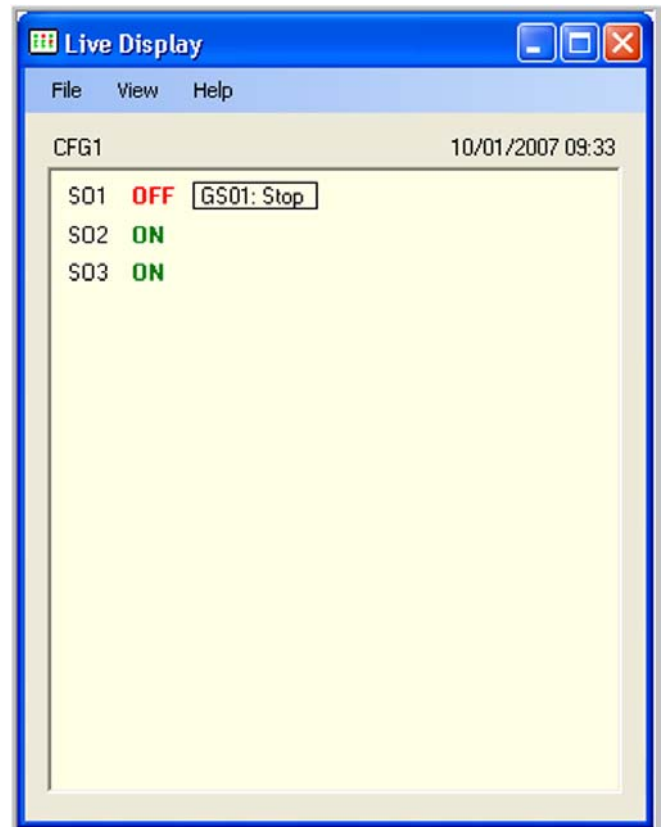 Live Display
File View Help
CFG1 10/01/2007 09:33
SO1 OFF GS01: Stop
SO2 ON
SO3 ON